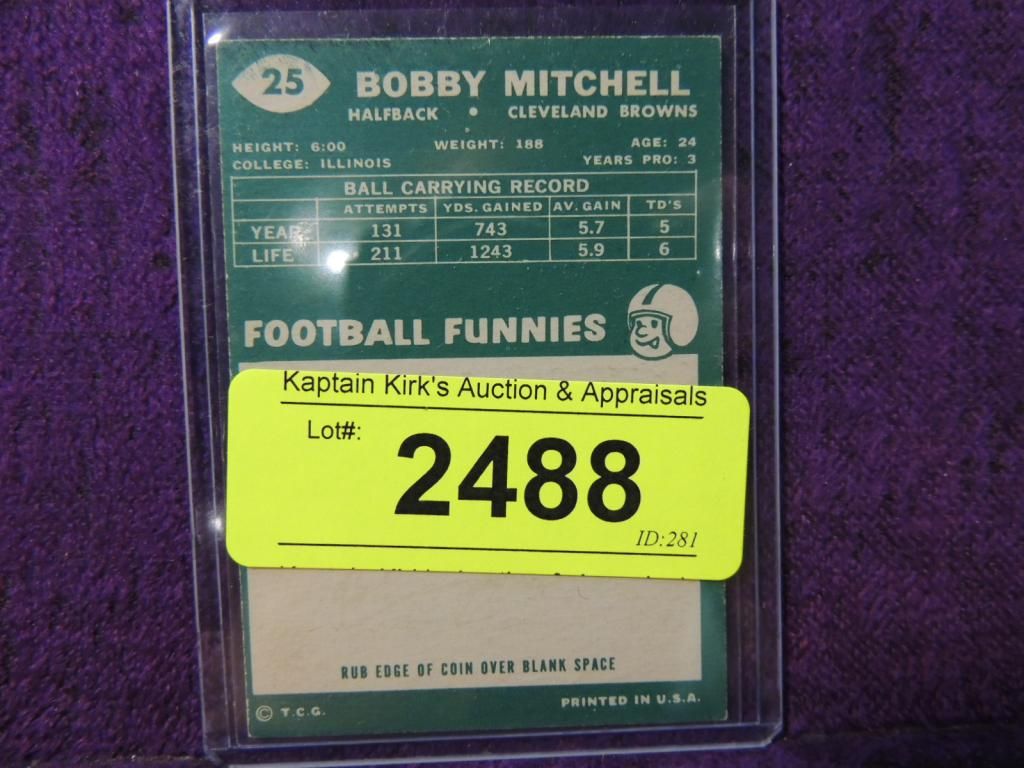 25 BOBBY MITCHELL
HALFBACK • CLEVELAND BROWNS
HEIGHT: 6:00 WEIGHT: 188 AGE: 24
COLLEGE: ILLINOIS YEARS PRO: 3
BALL CARRYING RECORD
ATTEMPTS YDS. GAINED AV. GAIN TD'S
YEAR 131 743 5.7 5
LIFE 211 1243 5.9 6
FOOTBALL FUNNIES
Kaptain Kirk's Auction & Appraisals
Lot#: 2488
ID:281
RUB EDGE OF COIN OVER BLANK SPACE
© T.C.G. PRINTED IN U.S.A.